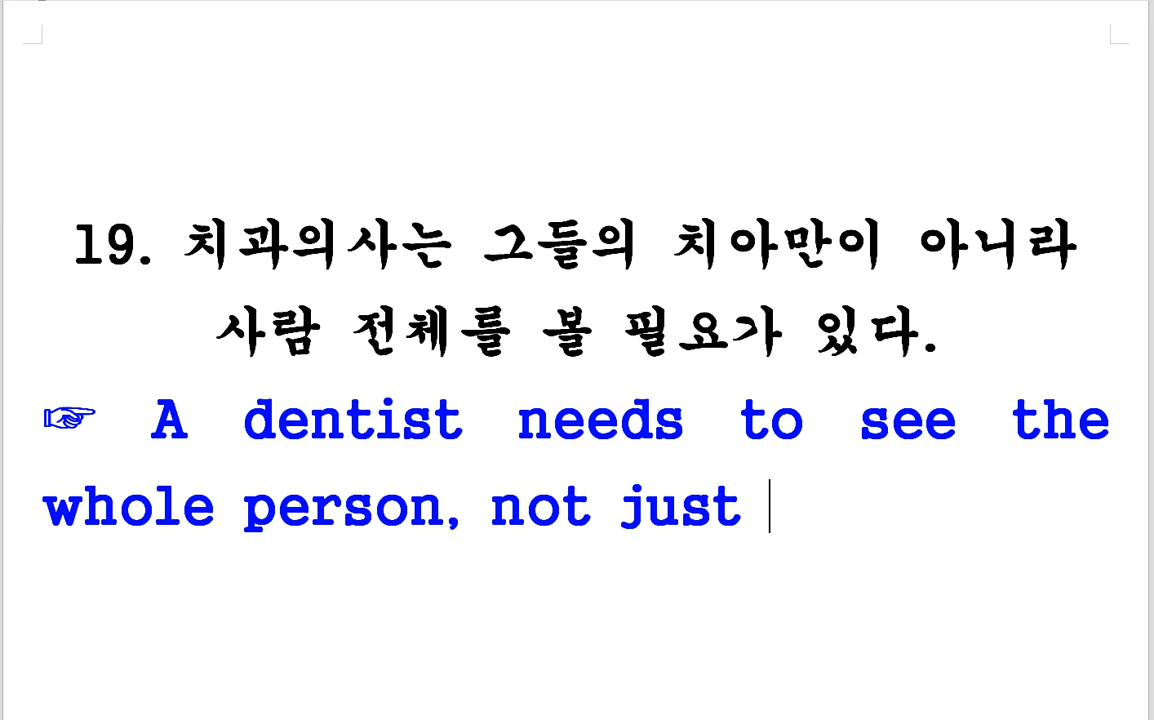 19. 치과의사는 그들의 치아만이 아니라
사람 전체를 볼 필요가 있다.
☞ A dentist needs to see the
whole person, not just